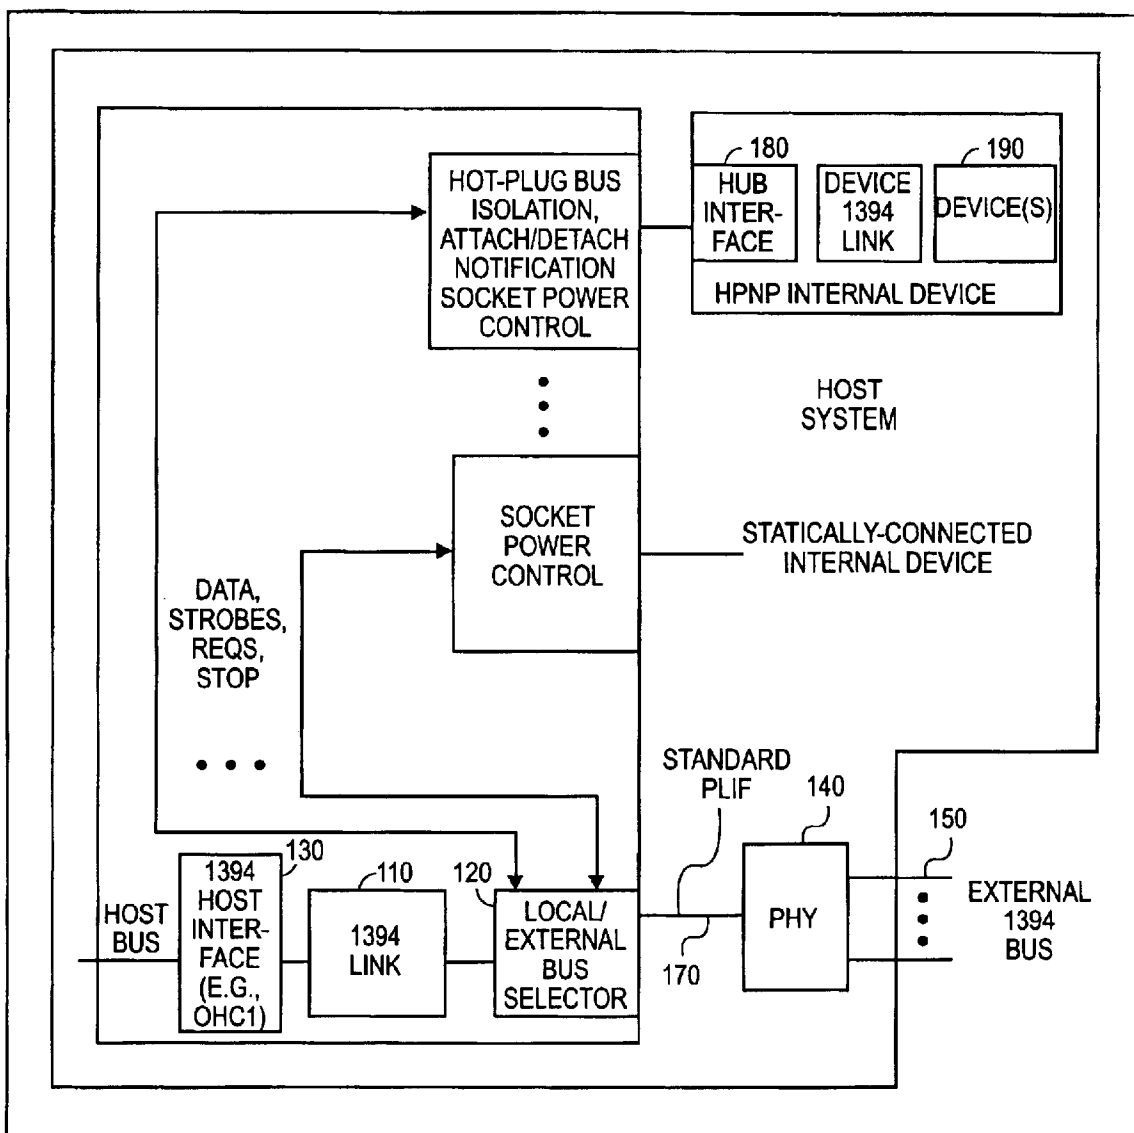 HOT-PLUG BUS
ISOLATION,
ATTACH/DETACH
NOTIFICATION
SOCKET POWER
CONTROL
180
HUB
INTER-
FACE
DEVICE
1394
LINK
190
DEVICE(S)
HPNP INTERNAL DEVICE
HOST
SYSTEM
SOCKET
POWER
CONTROL
STATICALLY-CONNECTED
INTERNAL DEVICE
DATA,
STROBES,
REQS,
STOP
STANDARD
PLIF
HOST
BUS
130
1394
HOST
INTER-
FACE
(E.G.,
OHC1)
110
1394
LINK
120
LOCAL/
EXTERNAL
BUS
SELECTOR
170
140
PHY
150
EXTERNAL
1394
BUS